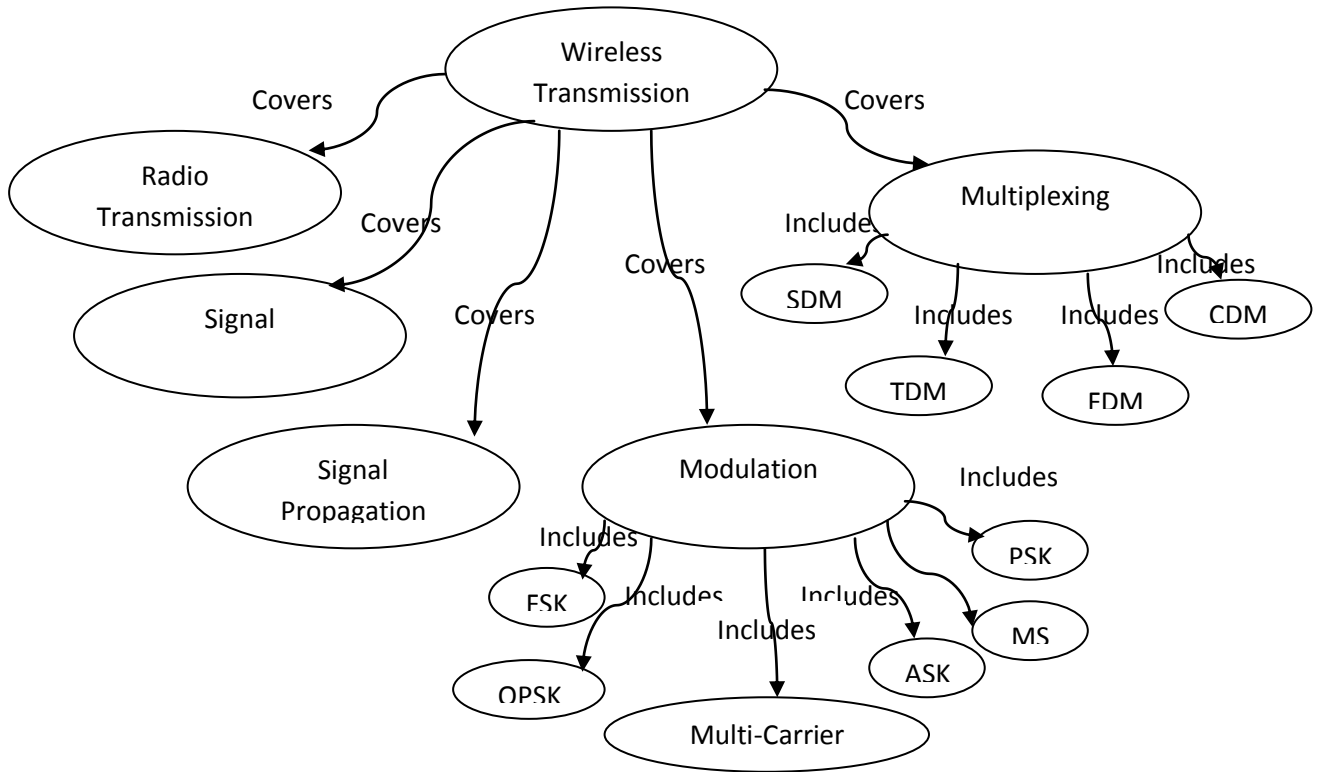 Wireless
Transmission
Covers
Covers
Radio
Transmission
Multiplexing
Covers
Includes
Covers
Includes
SDM
CDM
Signal
Covers
Includes
Includes
TDM
FDM
Signal
Propagation
Modulation
Includes
Includes
PSK
FSK
Includes
Includes
Includes
MS
ASK
QPSK
Multi-Carrier